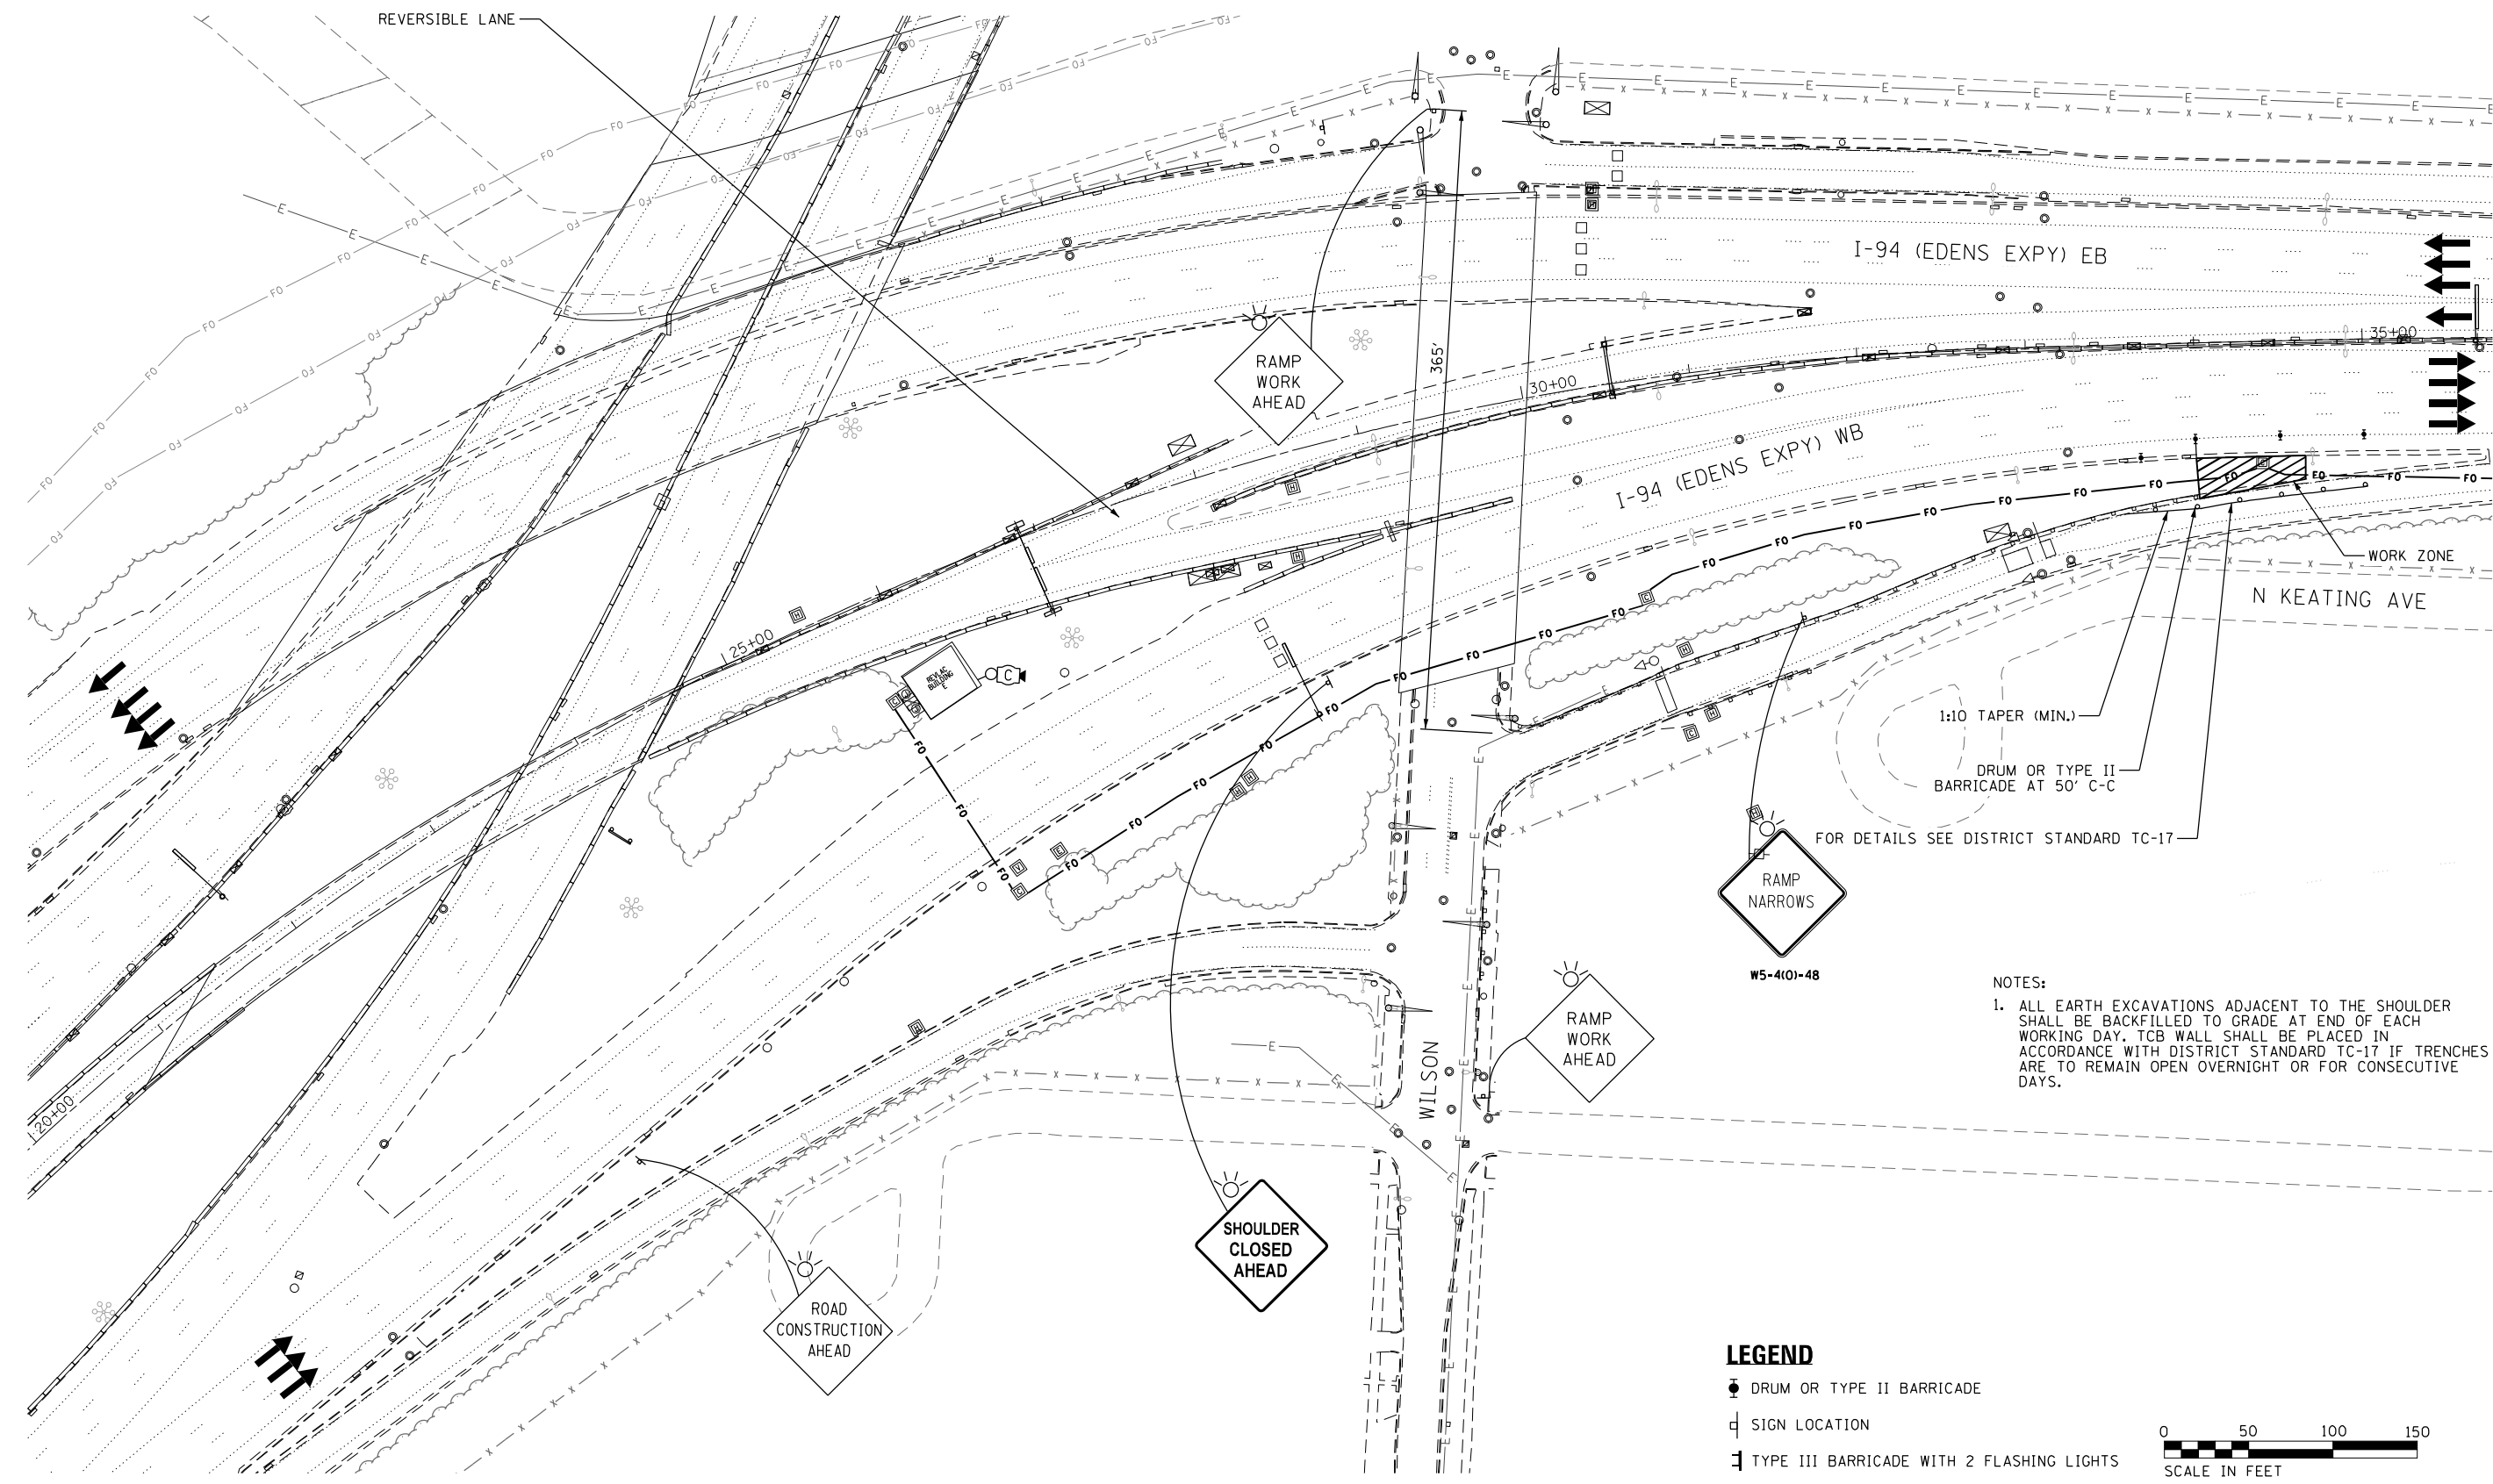 REVERSIBLE LANE
I-94 (EDENS EXPY) EB
35+00
RAMP
WORK
AHEAD
365'
30+00
I-94 (EDENS EXPY) WB
WORK ZONE
N KEATING AVE
25+00
REVLAC
BUILDING
C
1:10 TAPER (MIN.)
DRUM OR TYPE II
BARRICADE AT 50' C-C
FOR DETAILS SEE DISTRICT STANDARD TC-17
RAMP
NARROWS
W5-4(O)-48
NOTES:
1. ALL EARTH EXCAVATIONS ADJACENT TO THE SHOULDER
SHALL BE BACKFILLED TO GRADE AT END OF EACH
WORKING DAY. TCB WALL SHALL BE PLACED IN
ACCORDANCE WITH DISTRICT STANDARD TC-17 IF TRENCHES
ARE TO REMAIN OPEN OVERNIGHT OR FOR CONSECUTIVE
DAYS.
RAMP
WORK
AHEAD
WILSON
20+00
SHOULDER
CLOSED
AHEAD
ROAD
CONSTRUCTION
AHEAD
LEGEND
DRUM OR TYPE II BARRICADE
SIGN LOCATION
TYPE III BARRICADE WITH 2 FLASHING LIGHTS
0 50 100 150
SCALE IN FEET